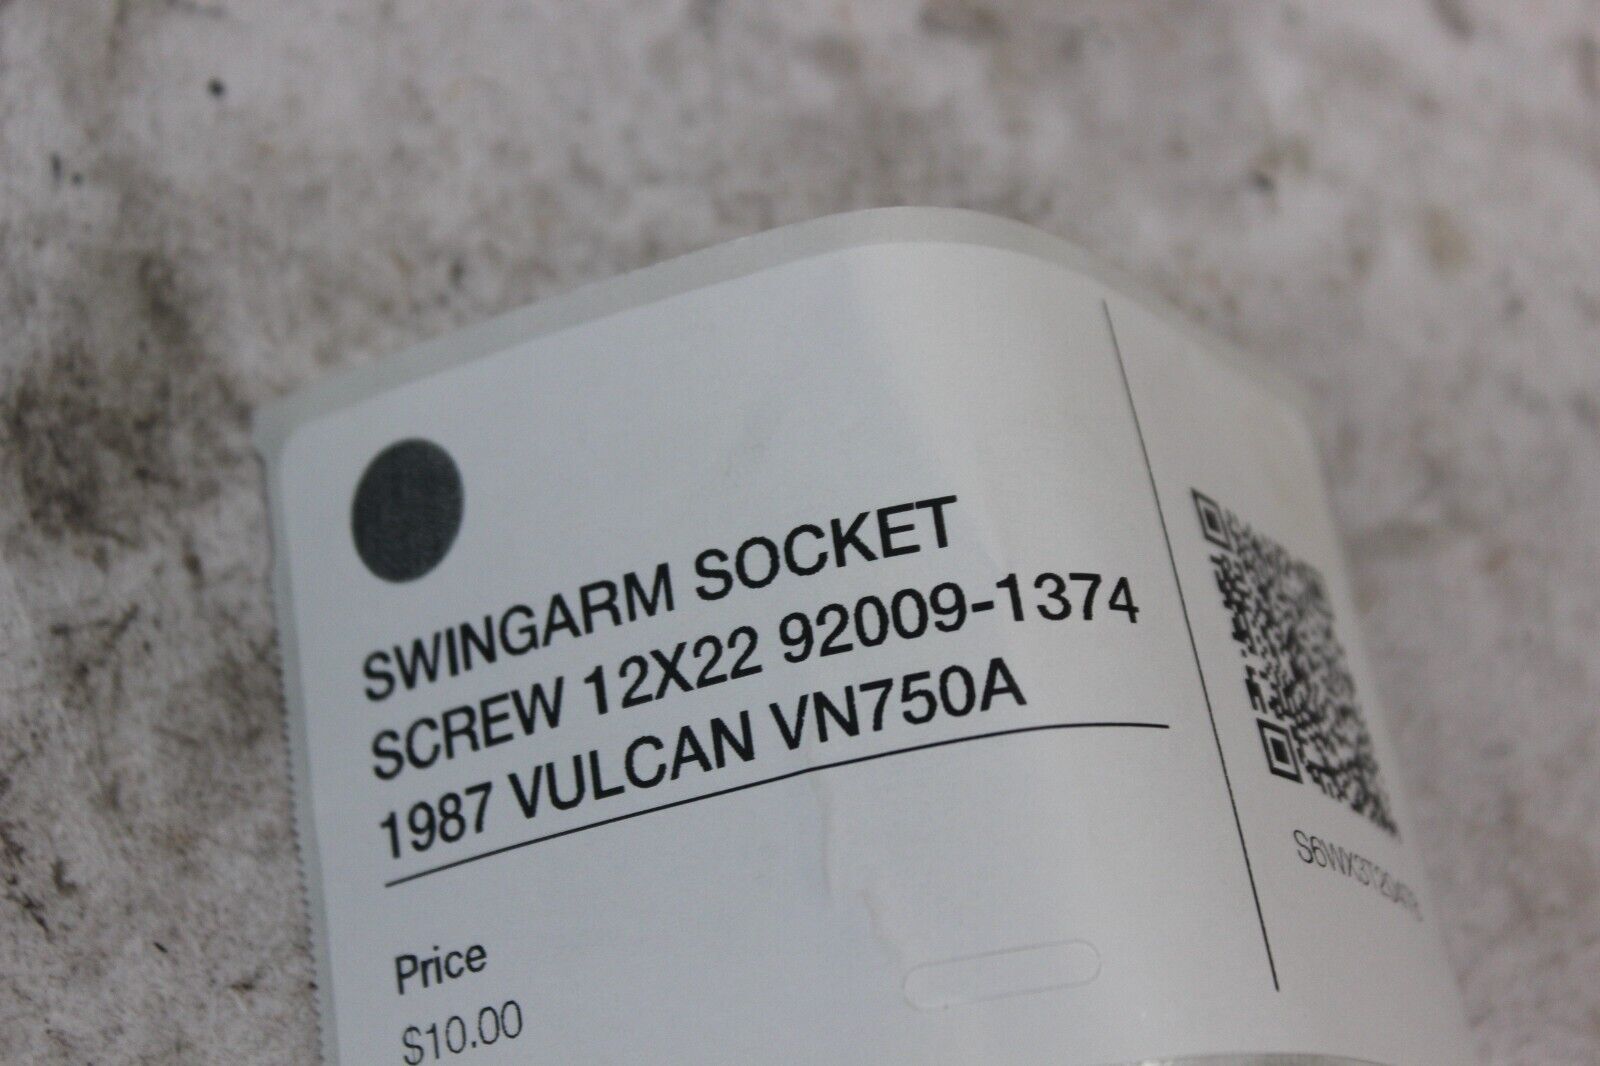 SWINGARM SOCKET
SCREW 12X22 92009-1374
1987 VULCAN VN750A
Price
$10.00